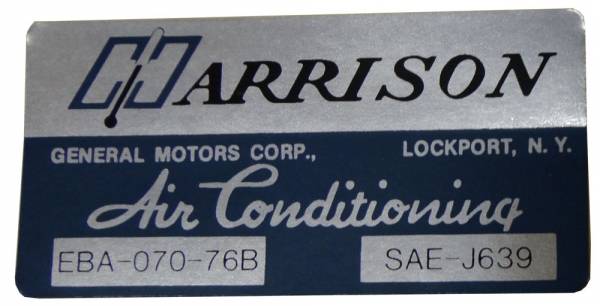 HARRISON
GENERAL MOTORS CORP., LOCKPORT, N. Y.
Air Conditioning
EBA-070-76B SAE-J639